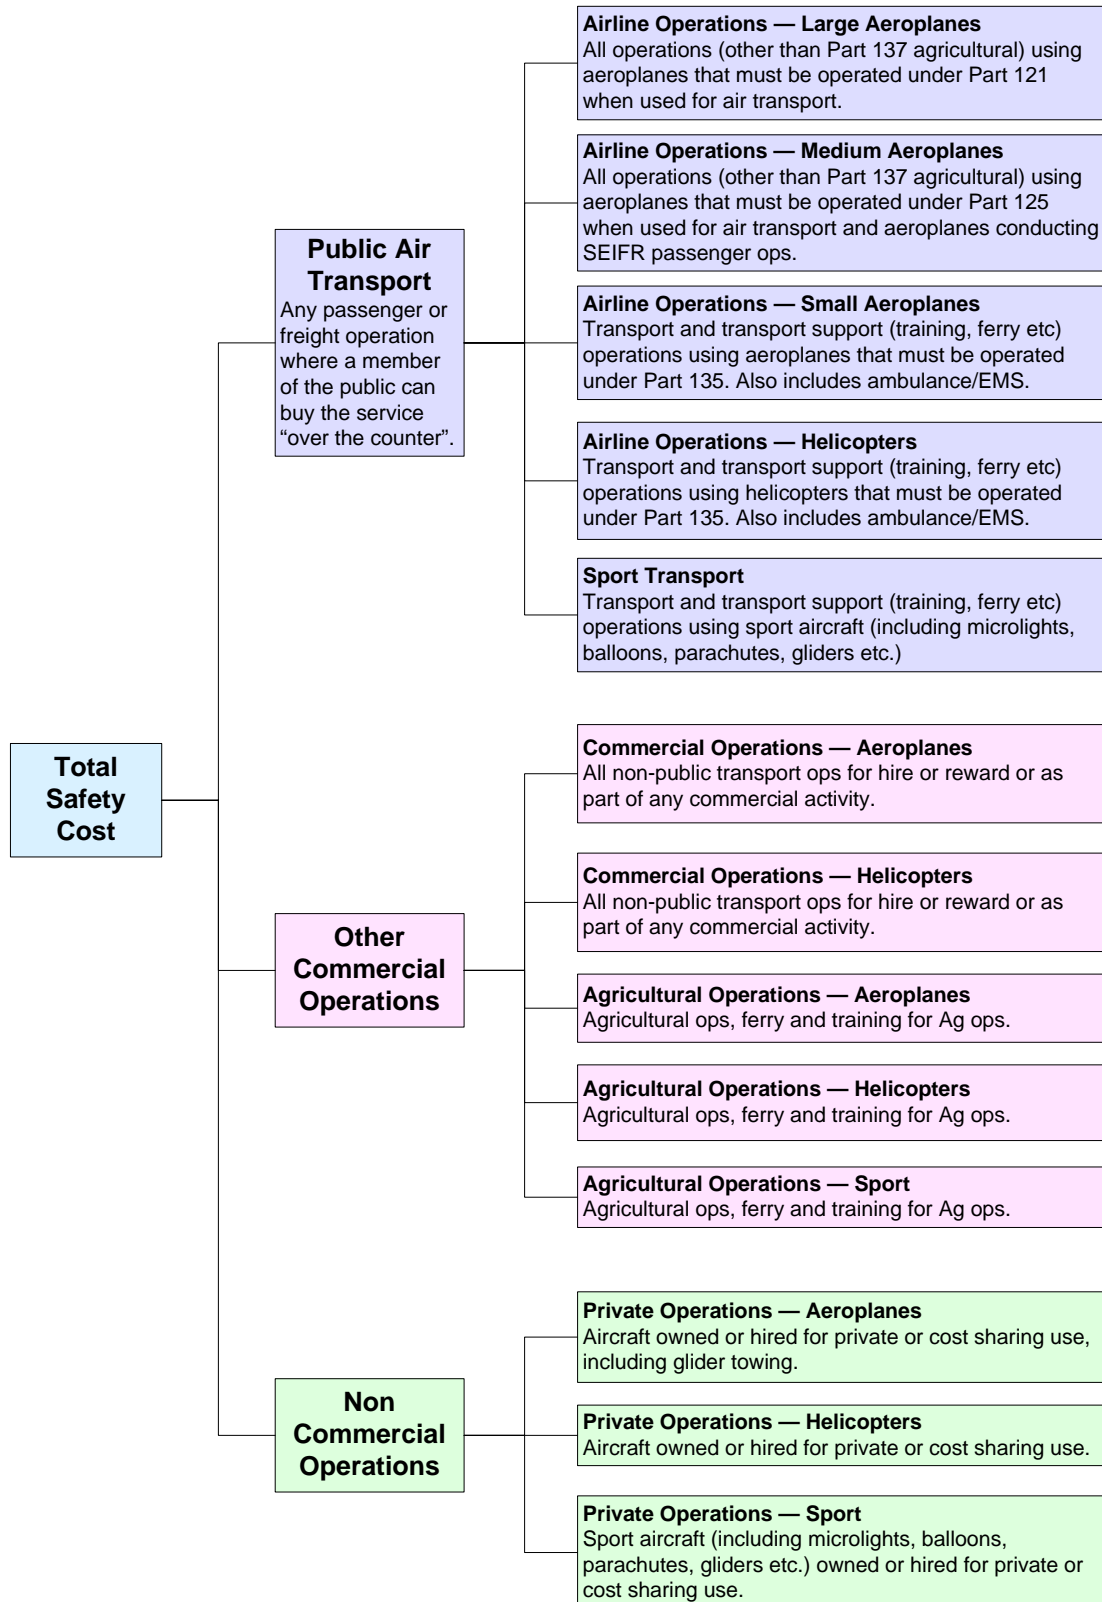 Airline Operations — Large Aeroplanes
All operations (other than Part 137 agricultural) using
aeroplanes that must be operated under Part 121
when used for air transport.
Airline Operations — Medium Aeroplanes
All operations (other than Part 137 agricultural) using
aeroplanes that must be operated under Part 125
when used for air transport and aeroplanes conducting
SEIFR passenger ops.
Public Air
Transport
Any passenger or
freight operation
where a member
of the public can
buy the service
“over the counter”.
Airline Operations — Small Aeroplanes
Transport and transport support (training, ferry etc)
operations using aeroplanes that must be operated
under Part 135. Also includes ambulance/EMS.
Airline Operations — Helicopters
Transport and transport support (training, ferry etc)
operations using helicopters that must be operated
under Part 135. Also includes ambulance/EMS.
Sport Transport
Transport and transport support (training, ferry etc)
operations using sport aircraft (including microlights,
balloons, parachutes, gliders etc.)
Total
Safety
Cost
Commercial Operations — Aeroplanes
All non-public transport ops for hire or reward or as
part of any commercial activity.
Commercial Operations — Helicopters
All non-public transport ops for hire or reward or as
part of any commercial activity.
Other
Commercial
Operations
Agricultural Operations — Aeroplanes
Agricultural ops, ferry and training for Ag ops.
Agricultural Operations — Helicopters
Agricultural ops, ferry and training for Ag ops.
Agricultural Operations — Sport
Agricultural ops, ferry and training for Ag ops.
Private Operations — Aeroplanes
Aircraft owned or hired for private or cost sharing use,
including glider towing.
Non
Commercial
Operations
Private Operations — Helicopters
Aircraft owned or hired for private or cost sharing use.
Private Operations — Sport
Sport aircraft (including microlights, balloons,
parachutes, gliders etc.) owned or hired for private or
cost sharing use.